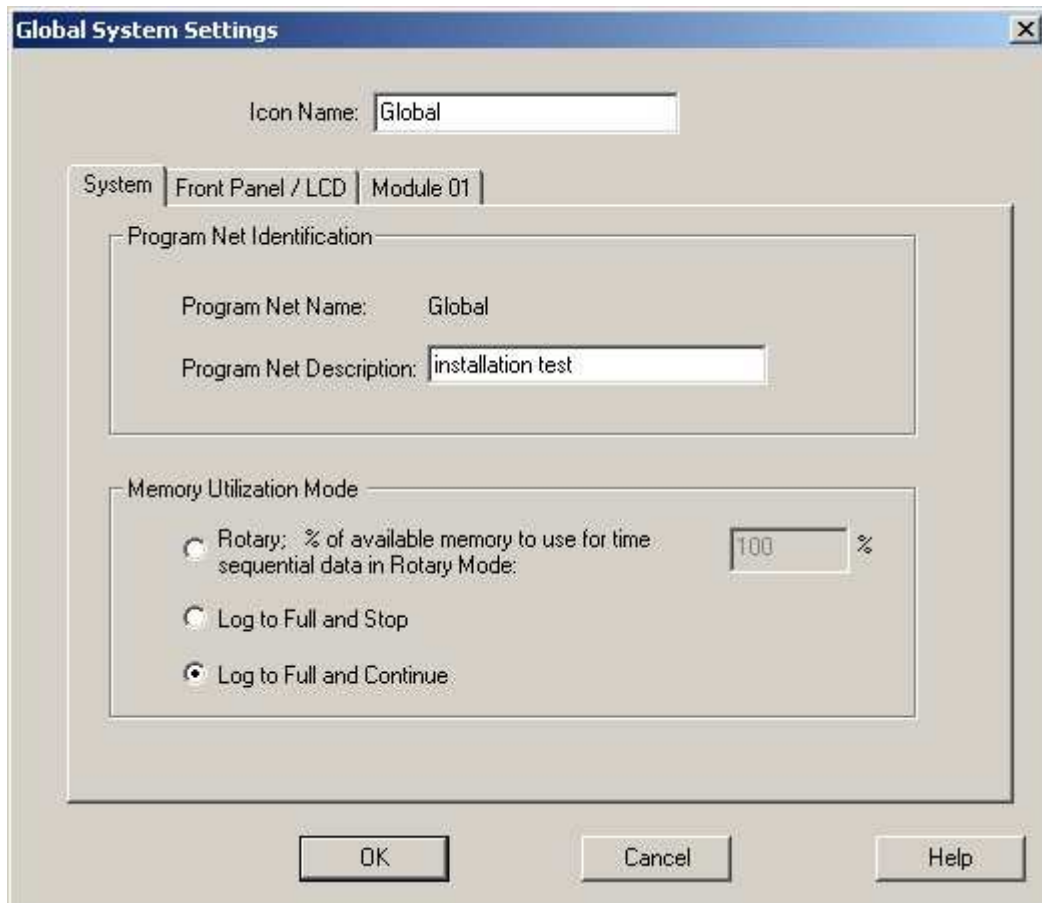 Global System Settings
Icon Name: Global
System Front Panel / LCD Module 01
Program Net Identification
Program Net Name: Global
Program Net Description: installation test
Memory Utilization Mode
Rotary; % of available memory to use for time 100 %
sequential data in Rotary Mode:
Log to Full and Stop
Log to Full and Continue
OK Cancel Help